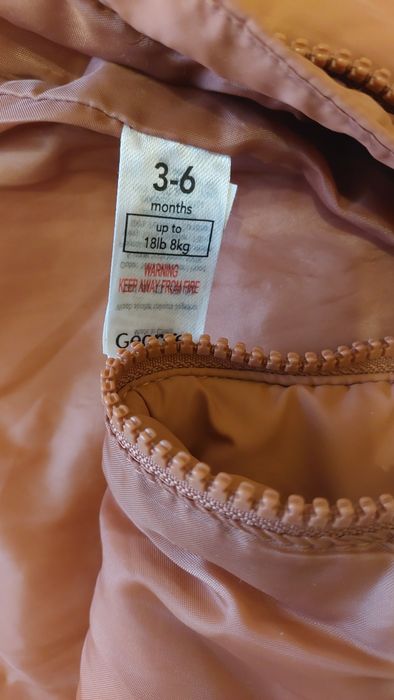 3-6
months
up to
18lb 8kg
WARNING
KEEP AWAY FROM FIRE